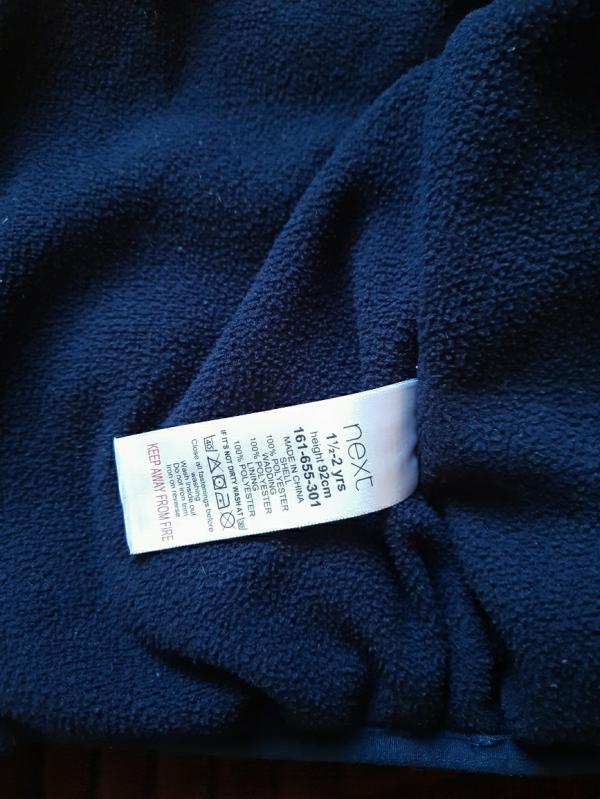 next
1½-2 yrs
height 92cm
161-655-301
MADE IN CHINA
SHELL
100% POLYESTER
WADDING
100% POLYESTER
LINING
100% POLYESTER
IF IT'S NOT DIRTY WASH AT
Close all fastenings before
washing
Wash inside out
Do not iron trim
Iron on reverse
KEEP AWAY FROM FIRE